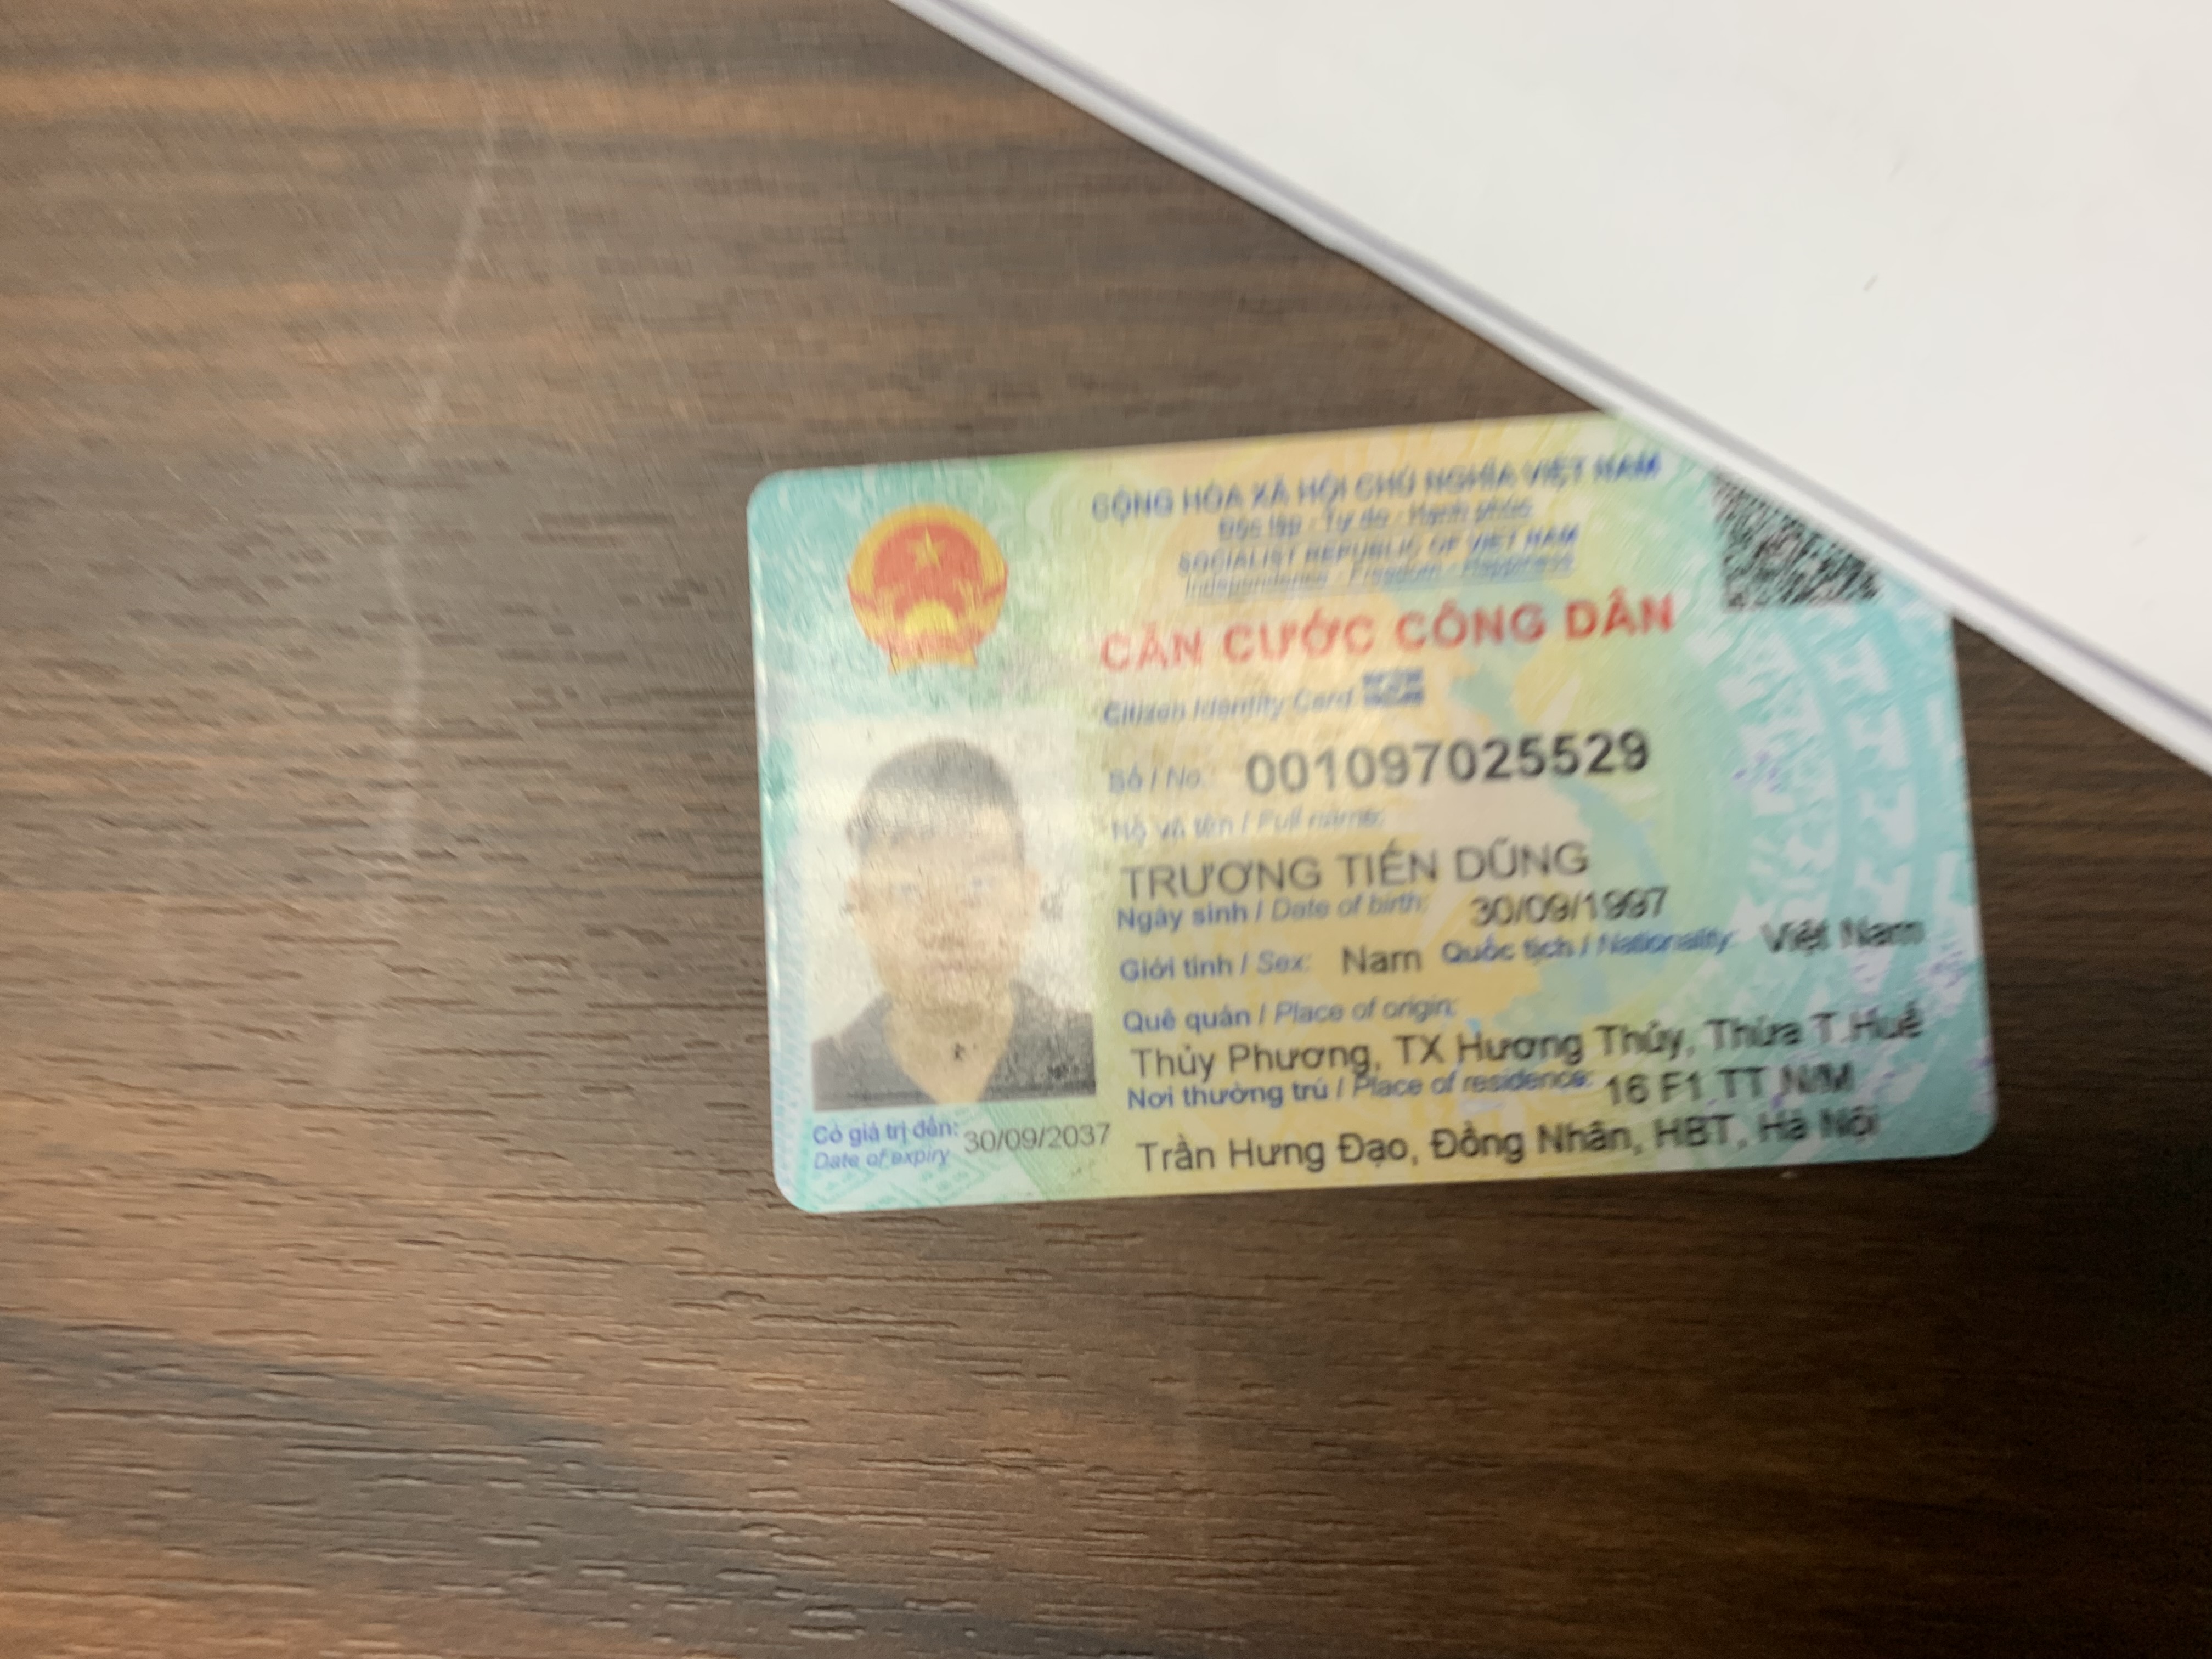 CỘNG HÒA XÃ HỘI CHỦ NGHĨA VIỆT NAM
Độc lập - Tự do - Hạnh phúc
SOCIALIST REPUBLIC OF VIET NAM
Independence - Freedom - Happiness
CĂN CƯỚC CÔNG DÂN
Citizen Identity Card
Số / No.: 001097025529
Họ và tên / Full name:
TRƯƠNG TIẾN DŨNG
Ngày sinh / Date of birth: 30/09/1997
Giới tính / Sex: Nam Quốc tịch / Nationality: Việt Nam
Quê quán / Place of origin:
Thủy Phương, TX Hương Thủy, Thừa T.Huế
Nơi thường trú / Place of residence: 16 F1 TT NMM
Trần Hưng Đạo, Đồng Nhân, HBT, Hà Nội
Có giá trị đến: 30/09/2037
Date of expiry